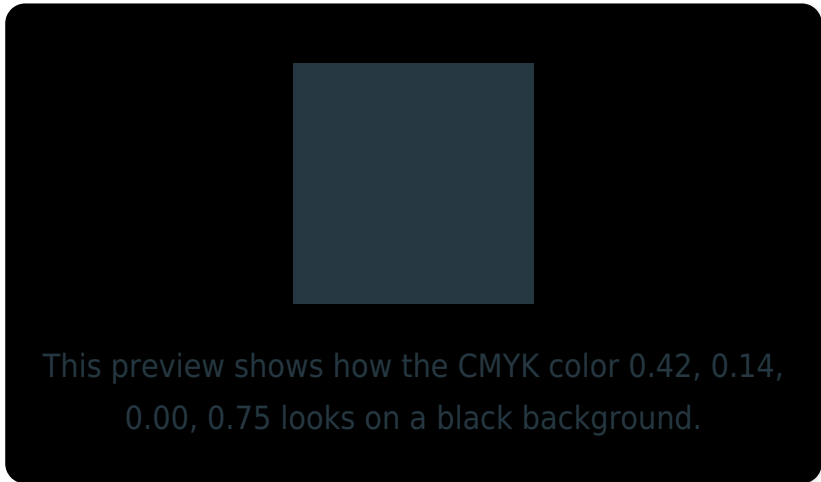 This preview shows how the CMYK color 0.42, 0.14,
0.00, 0.75 looks on a black background.